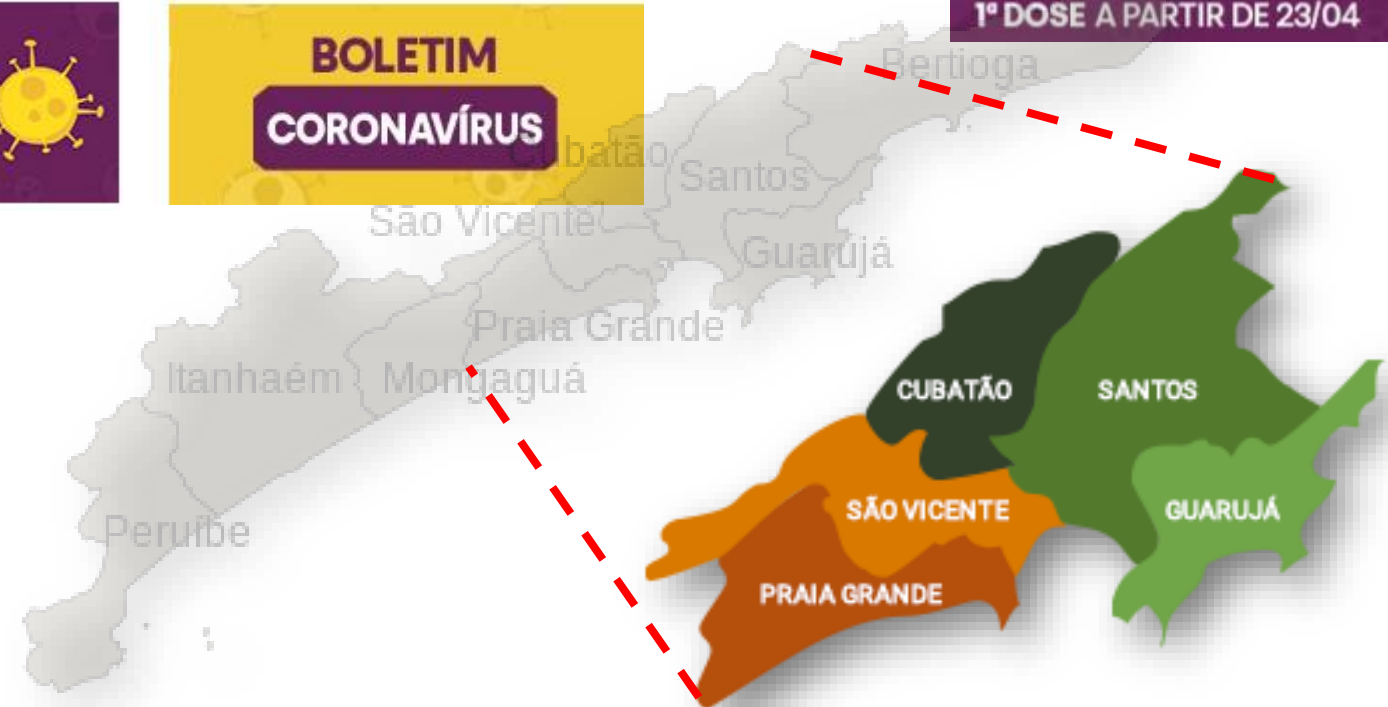 1ª DOSE A PARTIR DE 23/04
BOLETIM
CORONAVÍRUS
Bertioga
Cubatão
Santos
São Vicente
Guarujá
Praia Grande
Itanhaém
Mongaguá
Peruíbe
CUBATÃO
SANTOS
SÃO VICENTE
GUARUJÁ
PRAIA GRANDE